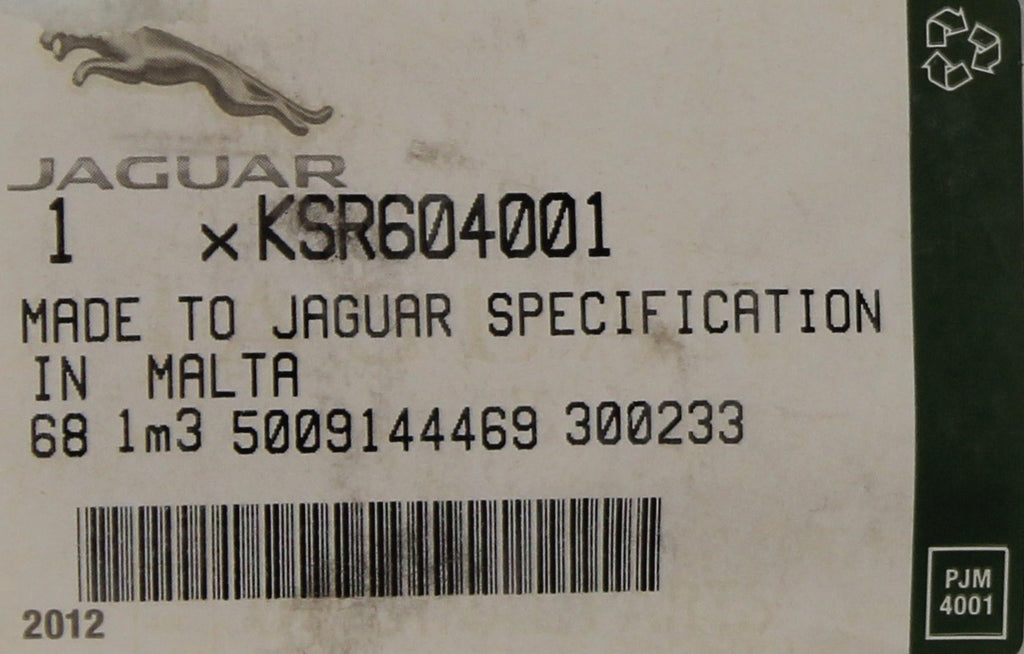 JAGUAR
1 x KSR604001
MADE TO JAGUAR SPECIFICATION
IN MALTA
68 1m3 5009144469 300233
2012
PJM
4001